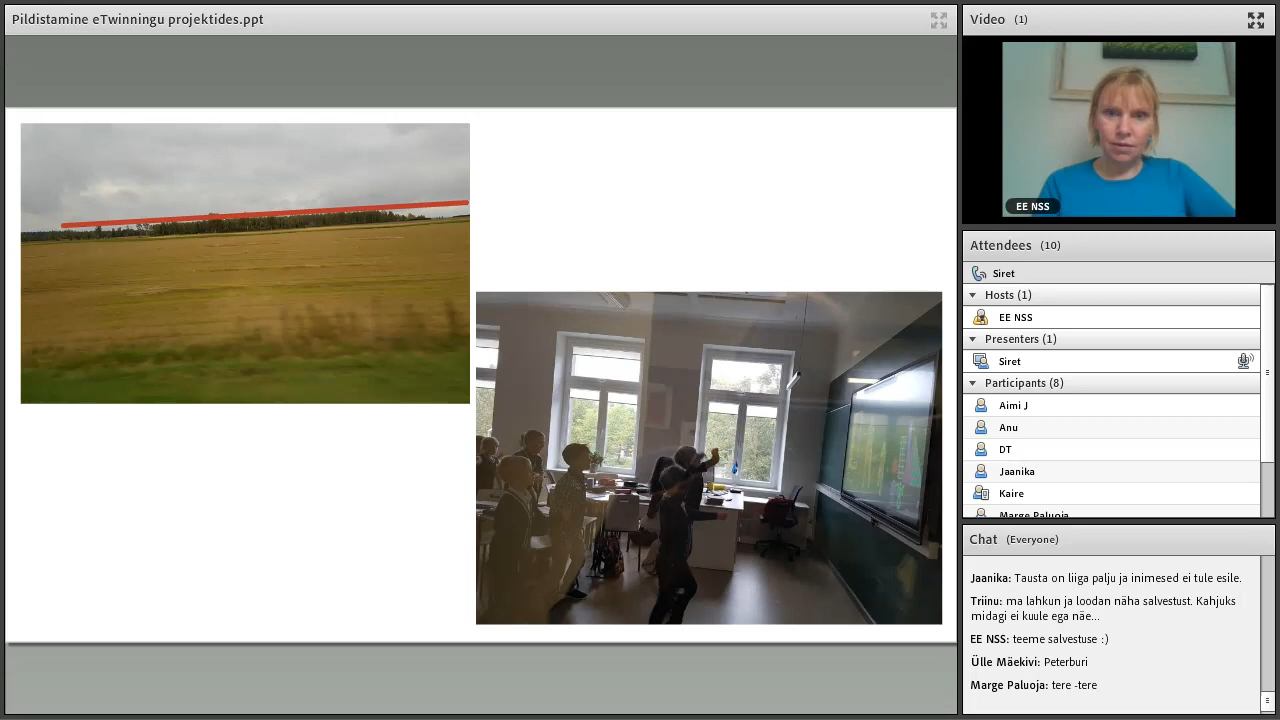 Pildistamine eTwinningu projektides.ppt
Video (1)
EE NSS
Attendees (10)
Siret
Hosts (1)
EE NSS
Presenters (1)
Siret
Participants (8)
Aimi J
Anu
DT
Jaanika
Kaire
Marge Paluoja
Chat (Everyone)
Jaanika: Tausta on liiga palju ja inimesed ei tule esile.
Triinu: ma lahkun ja loodan näha salvestust. Kahjuks
midagi ei kuule ega näe...
EE NSS: teeme salvestuse :)
Ülle Mäekivi: Peterburi
Marge Paluoja: tere -tere